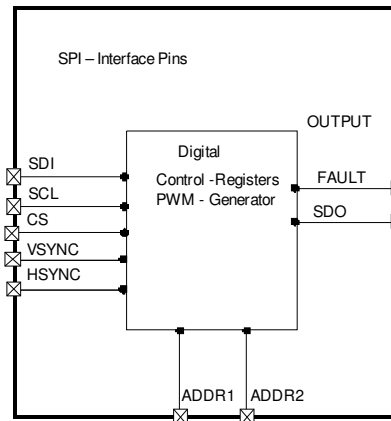 SPI – Interface Pins
OUTPUT
Digital
Control -Registers
PWM - Generator
SDI
SCL
CS
VSYNC
HSYNC
FAULT
SDO
ADDR1
ADDR2